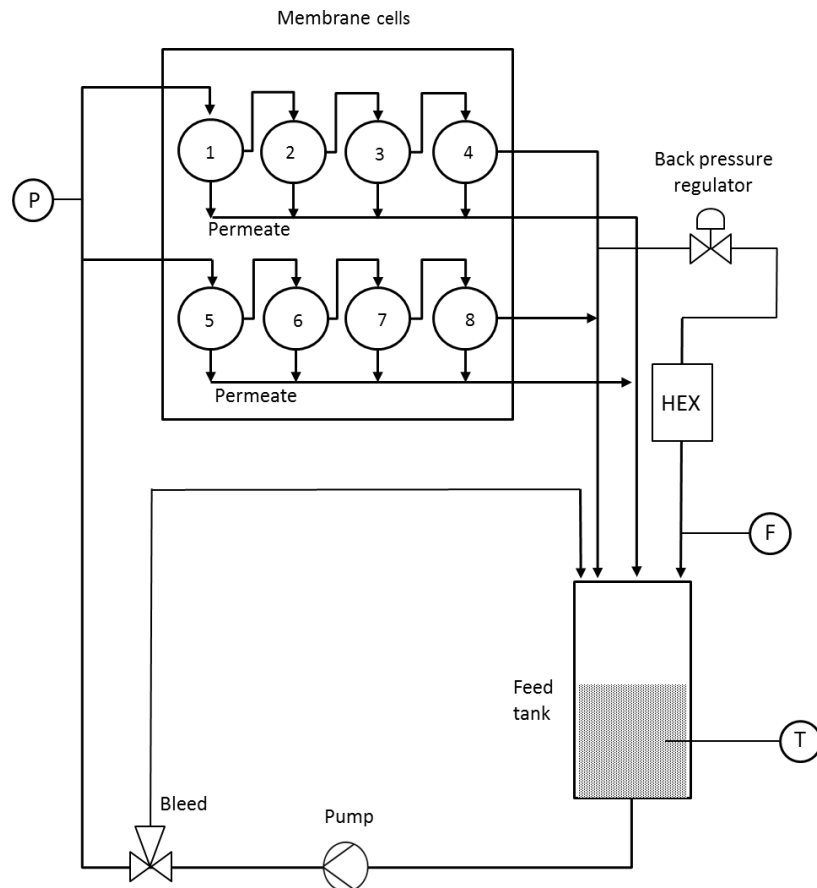 Membrane cells
1
2
3
4
Back pressure
regulator
P
Permeate
5
6
7
8
Permeate
HEX
F
Feed
tank
T
Bleed
Pump